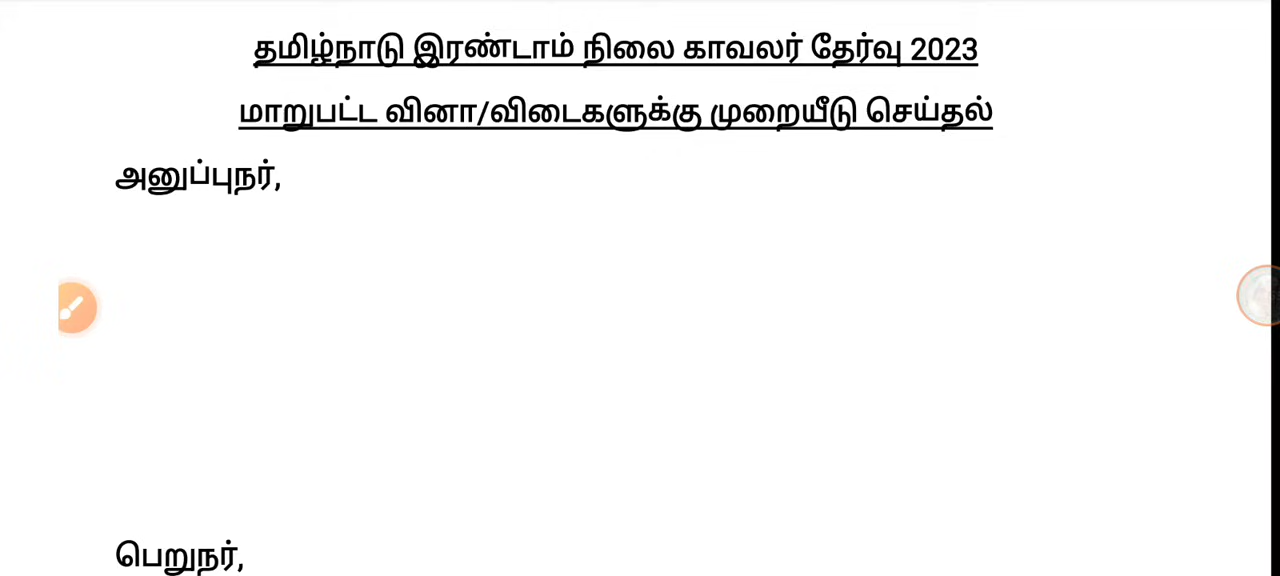 தமிழ்நாடு இரண்டாம் நிலை காவலர் தேர்வு 2023
மாறுபட்ட வினா/விடைகளுக்கு முறையீடு செய்தல்
அனுப்புநர்,
பெறுநர்,